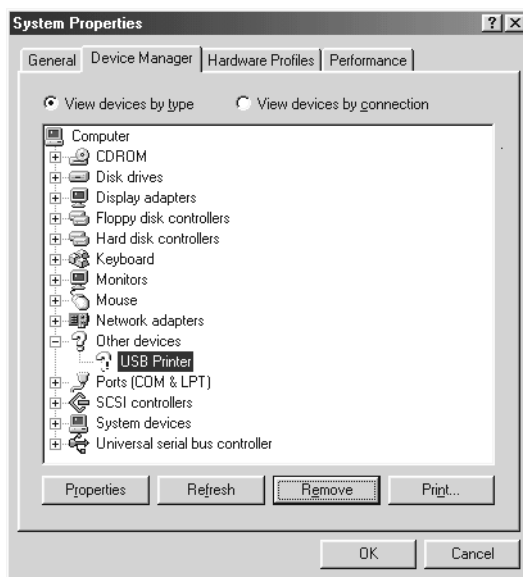 System Properties
General Device Manager Hardware Profiles Performance
View devices by type View devices by connection
Computer
CDROM
Disk drives
Display adapters
Floppy disk controllers
Hard disk controllers
Keyboard
Monitors
Mouse
Network adapters
Other devices
USB Printer
Ports (COM & LPT)
SCSI controllers
System devices
Universal serial bus controller
Properties Refresh Remove Print...
OK Cancel